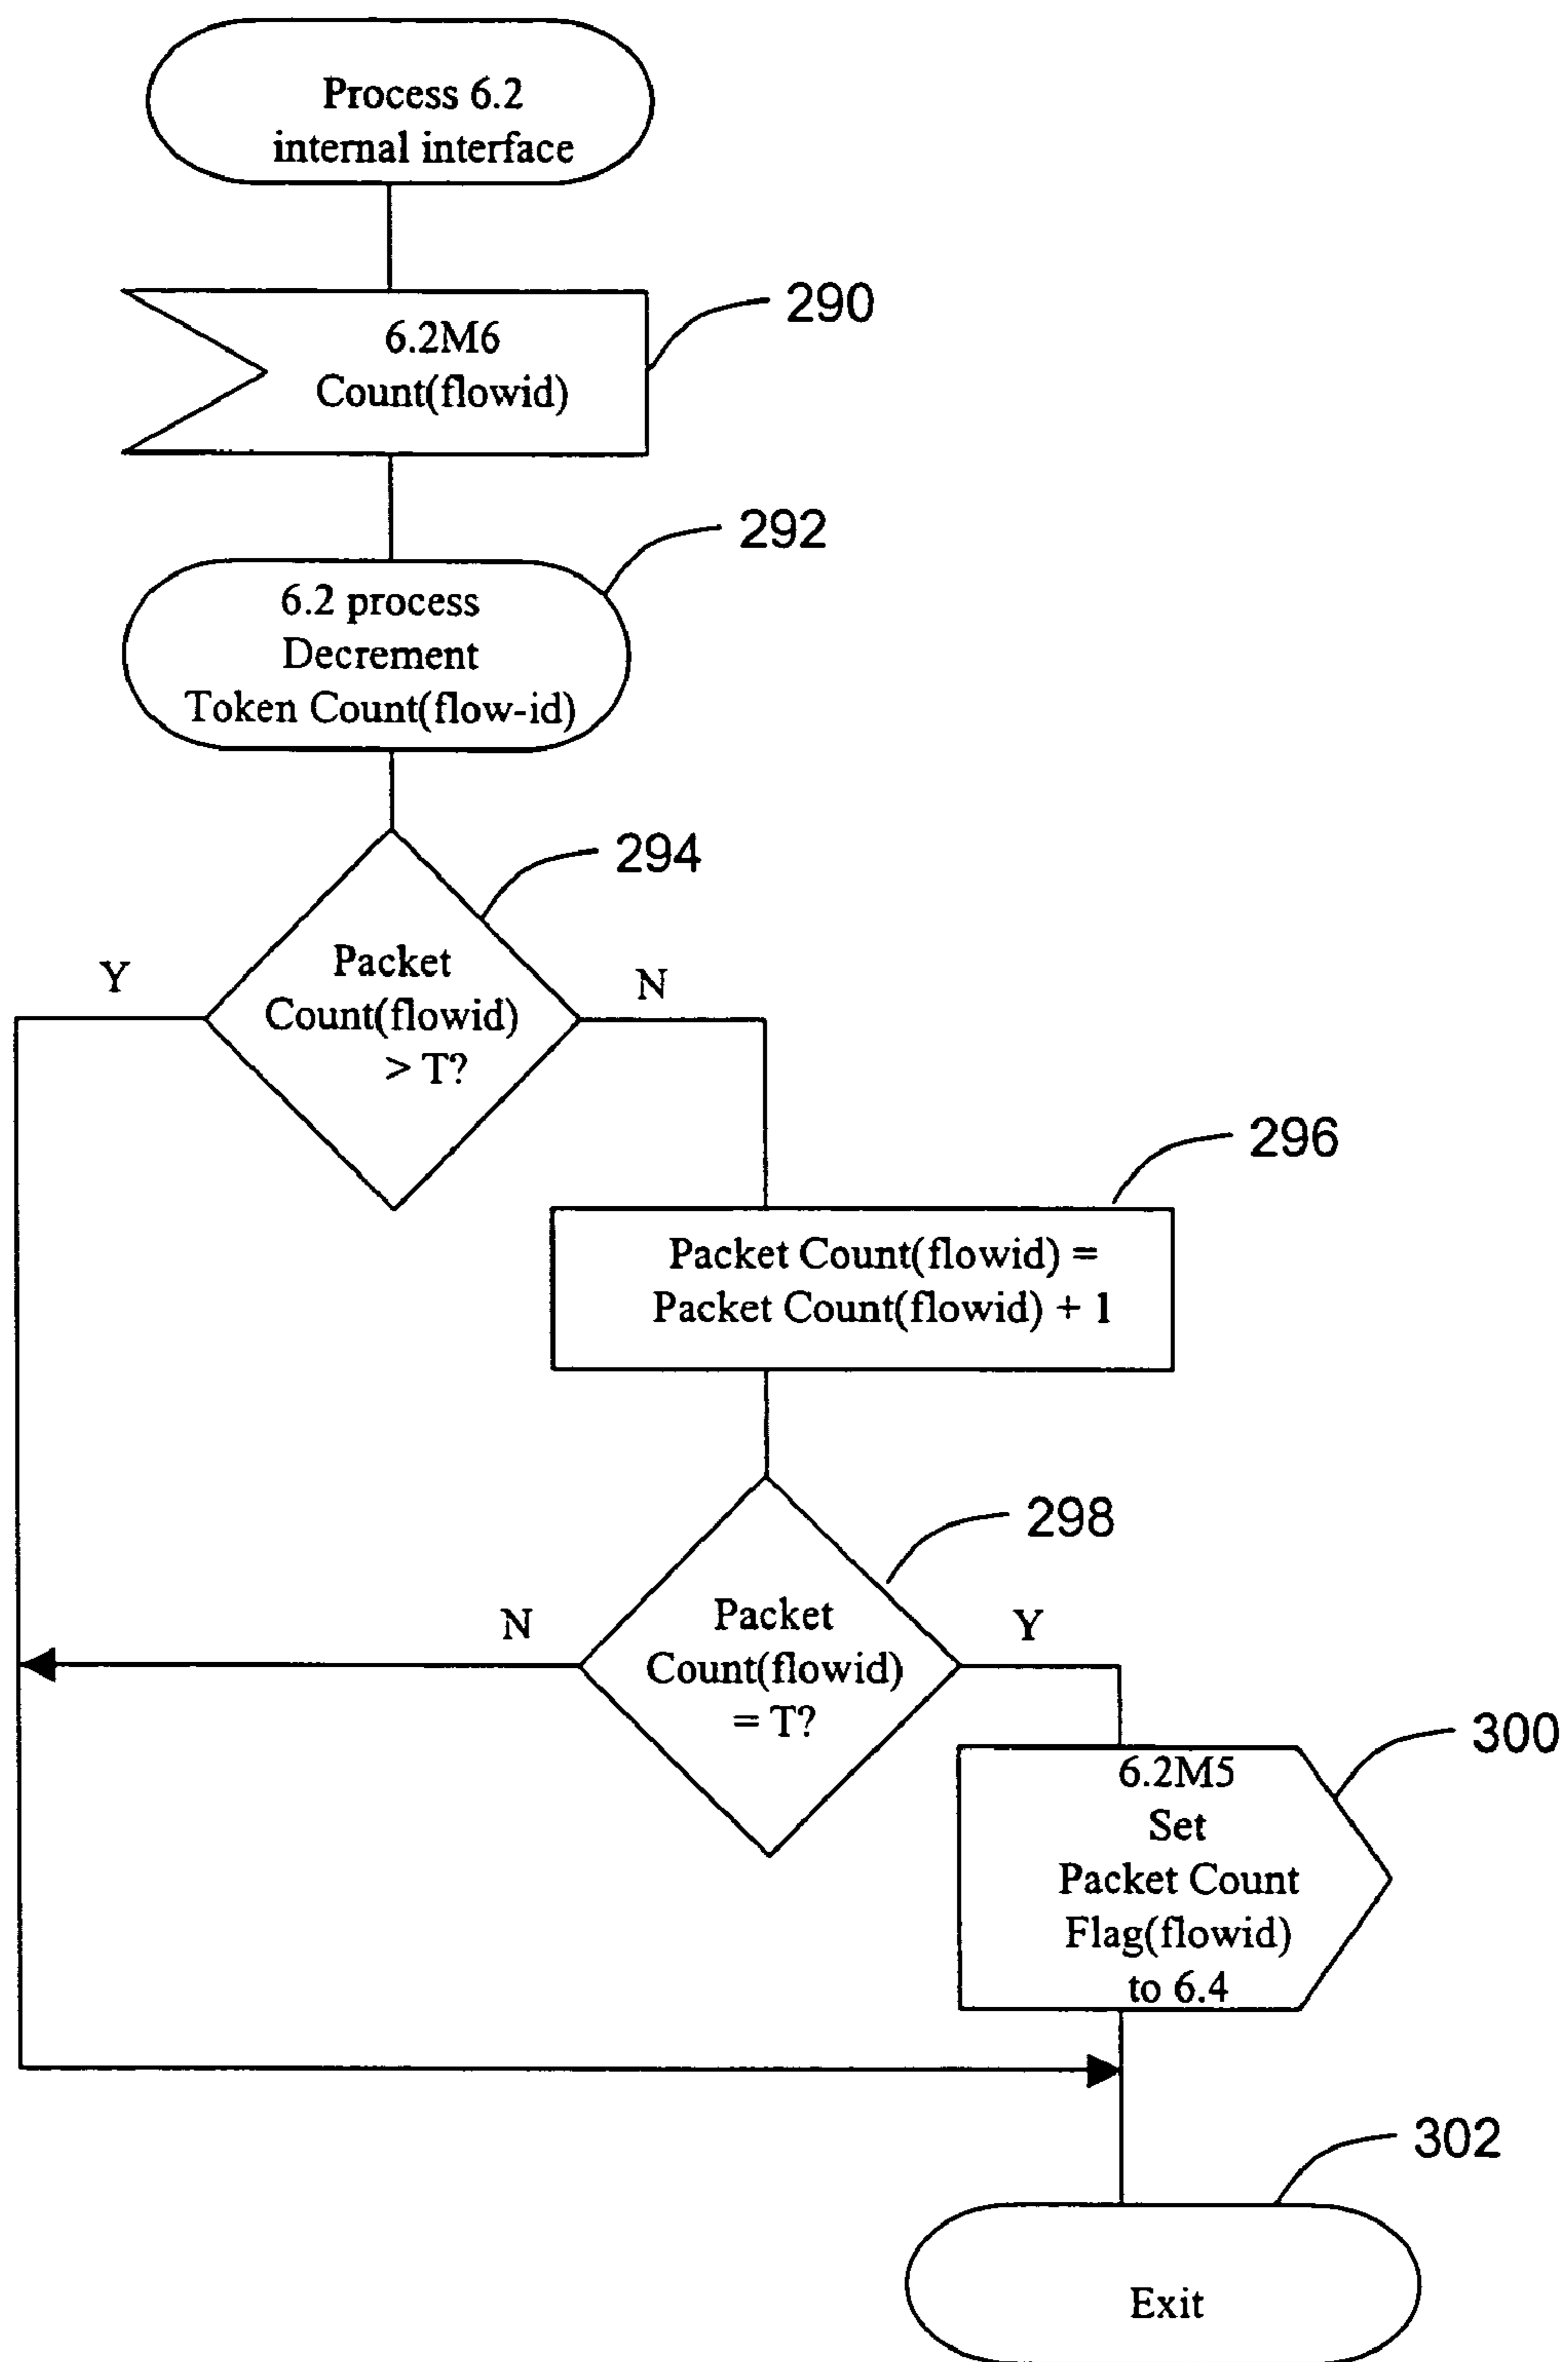 Process 6.2
internal interface
290
6.2M6
Count(flowid)
292
6.2 process
Decrement
Token Count(flow-id)
294
Packet
Count(flowid)
> T?
Y
N
296
Packet Count(flowid) =
Packet Count(flowid) + 1
298
Packet
Count(flowid)
= T?
N
Y
300
6.2M5
Set
Packet Count
Flag(flowid)
to 6.4
302
Exit